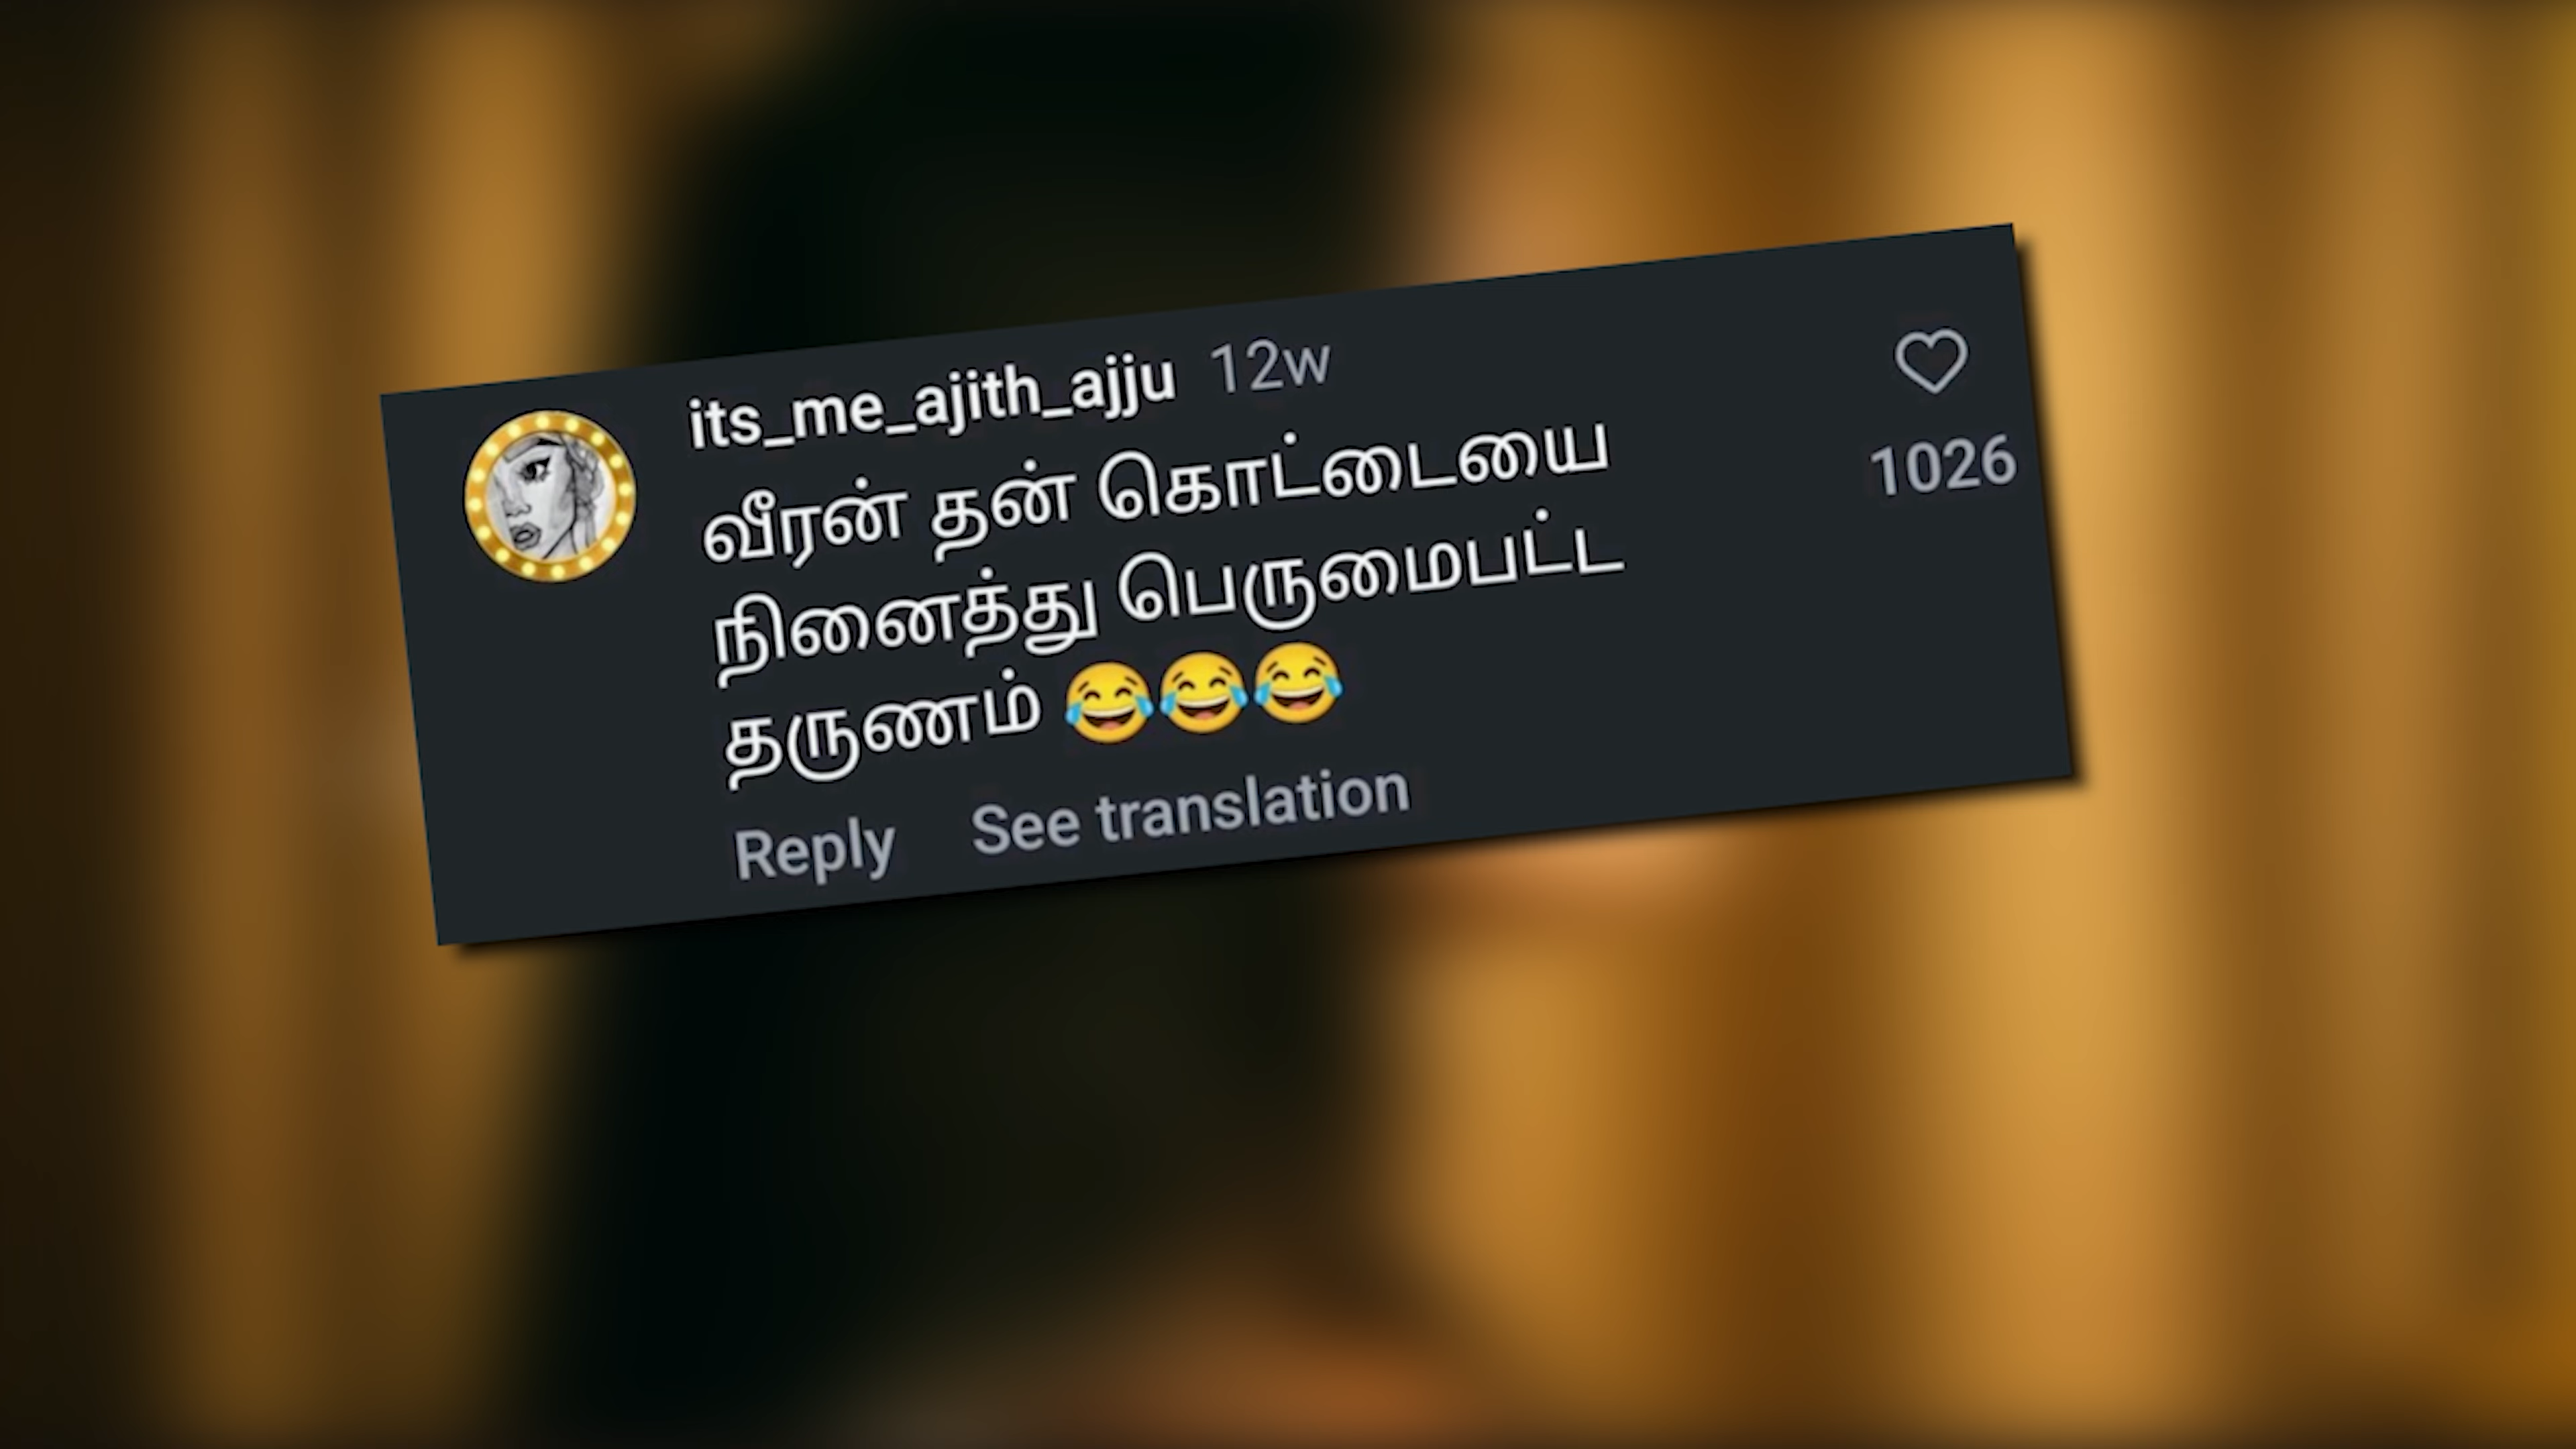 its_me_ajith_ajju 12w
வீரன் தன் கொட்டையை
நினைத்து பெருமைபட்ட
தருணம் 😂😂😂
1026
Reply See translation